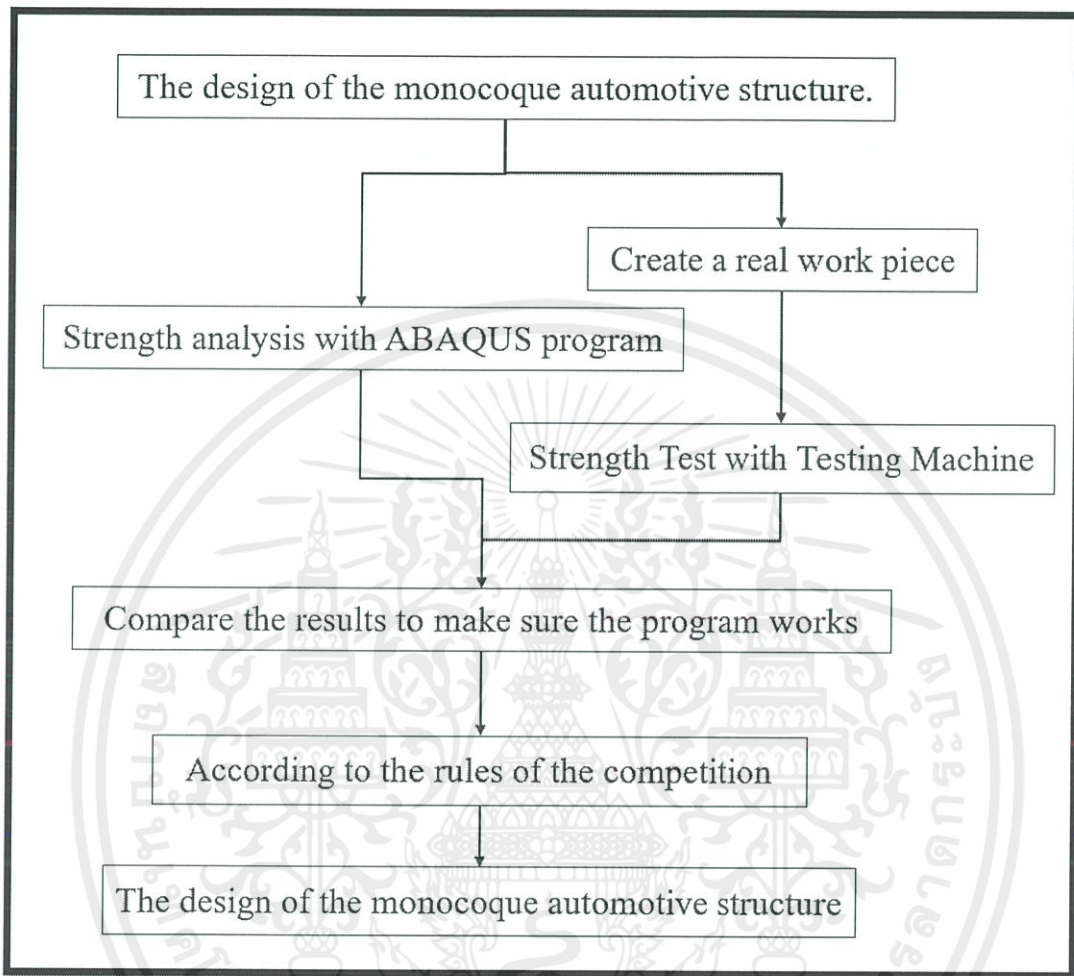 The design of the monocoque automotive structure.
Create a real work piece
Strength analysis with ABAQUS program
Strength Test with Testing Machine
Compare the results to make sure the program works
According to the rules of the competition
The design of the monocoque automotive structure